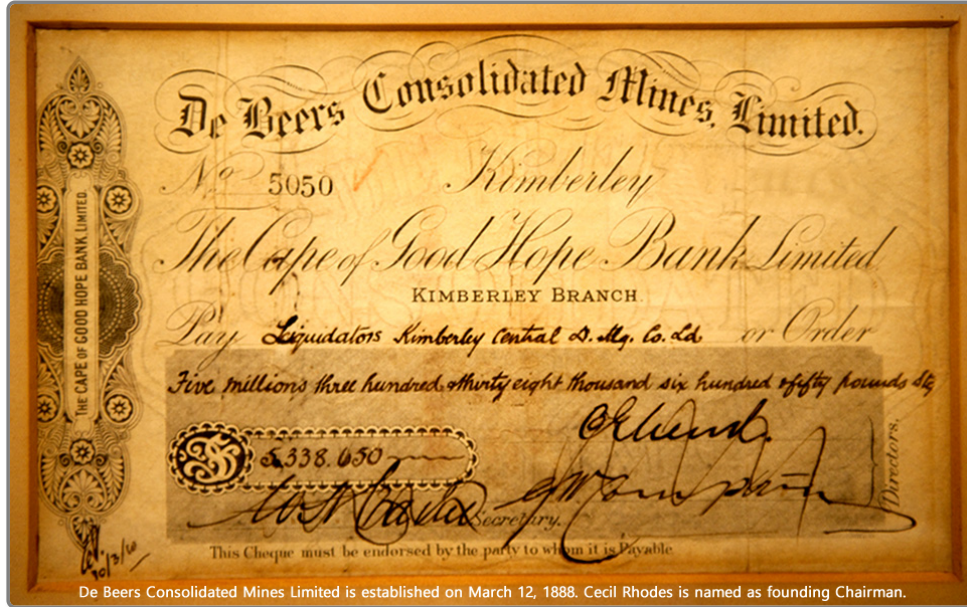 De Beers Consolidated Mines, Limited.
No 5050 Kimberley
The Cape of Good Hope Bank Limited
KIMBERLEY BRANCH.
Pay Liquidators Kimberley Central D. Mg. Co. Ld or Order
Five millions three hundred & thirty eight thousand six hundred & fifty pounds Stg
5,338.650
Directors.
Secretary.
This Cheque must be endorsed by the party to whom it is Payable
THE CAPE OF GOOD HOPE BANK LIMITED.
De Beers Consolidated Mines Limited is established on March 12, 1888. Cecil Rhodes is named as founding Chairman.